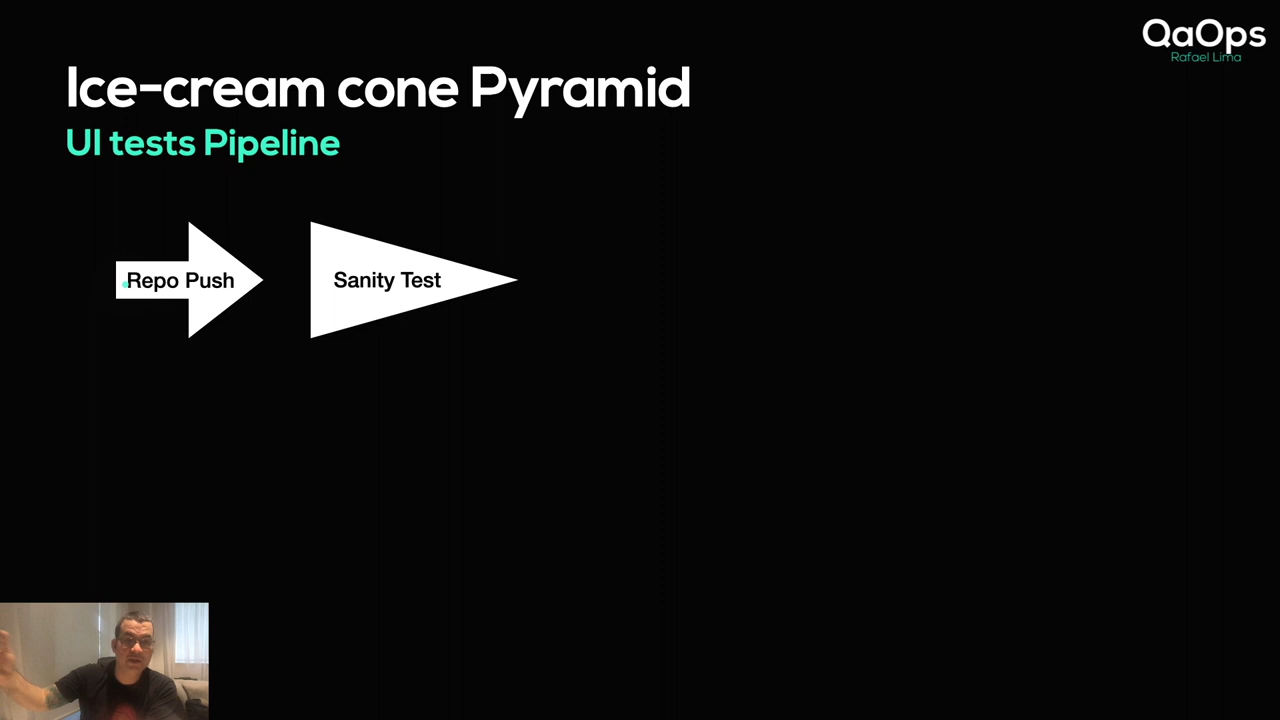 QaOps
Rafael Lima
Ice-cream cone Pyramid
UI tests Pipeline
Repo Push
Sanity Test